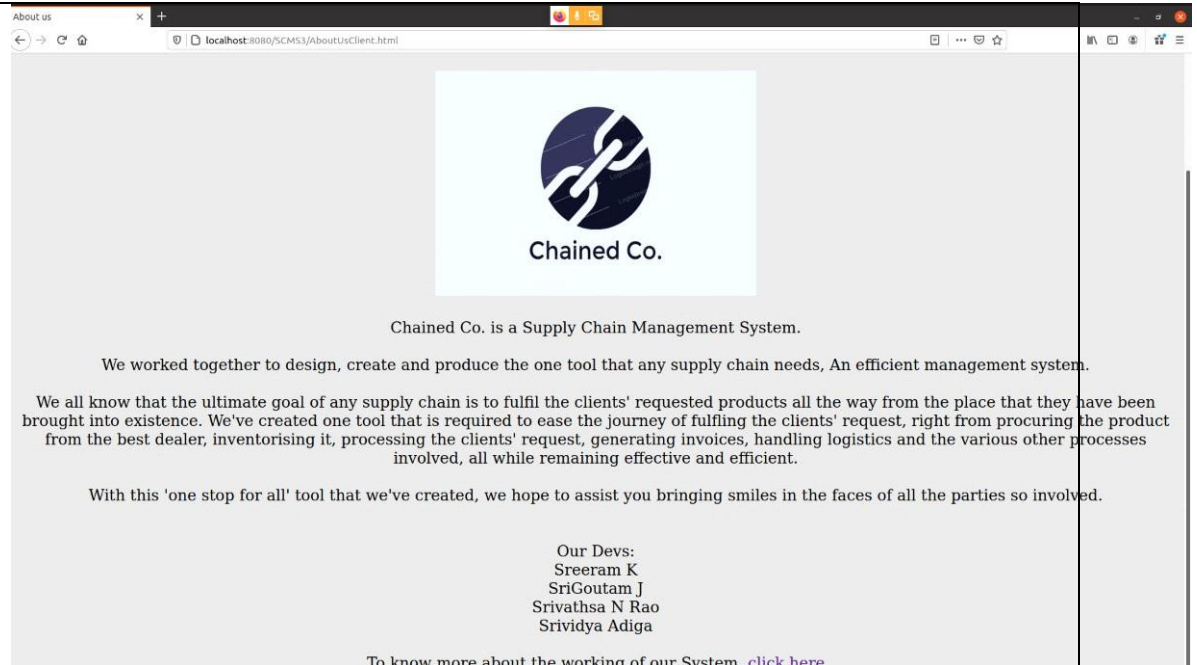 About us
localhost:8080/SCMS3/AboutUsClient.html
Chained Co.
Chained Co. is a Supply Chain Management System.
We worked together to design, create and produce the one tool that any supply chain needs, An efficient management system.
We all know that the ultimate goal of any supply chain is to fulfil the clients' requested products all the way from the place that they have been
brought into existence. We've created one tool that is required to ease the journey of fulfling the clients' request, right from procuring the product
from the best dealer, inventorising it, processing the clients' request, generating invoices, handling logistics and the various other processes
involved, all while remaining effective and efficient.
With this 'one stop for all' tool that we've created, we hope to assist you bringing smiles in the faces of all the parties so involved.
Our Devs:
Sreeram K
SriGoutam J
Srivathsa N Rao
Srividya Adiga
To know more about the working of our System, click here